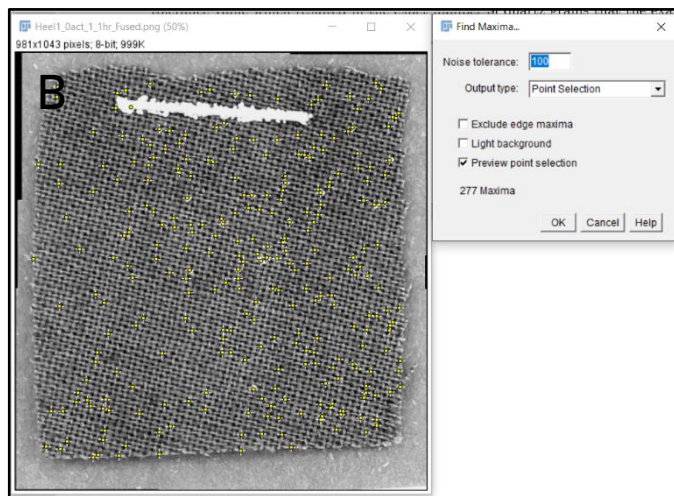 Heel1_0act_1_1hr_Fused.png (50%)
981x1043 pixels; 8-bit; 999K
B
Find Maxima...
Noise tolerance: 100
Output type: Point Selection
Exclude edge maxima
Light background
Preview point selection
277 Maxima
OK Cancel Help